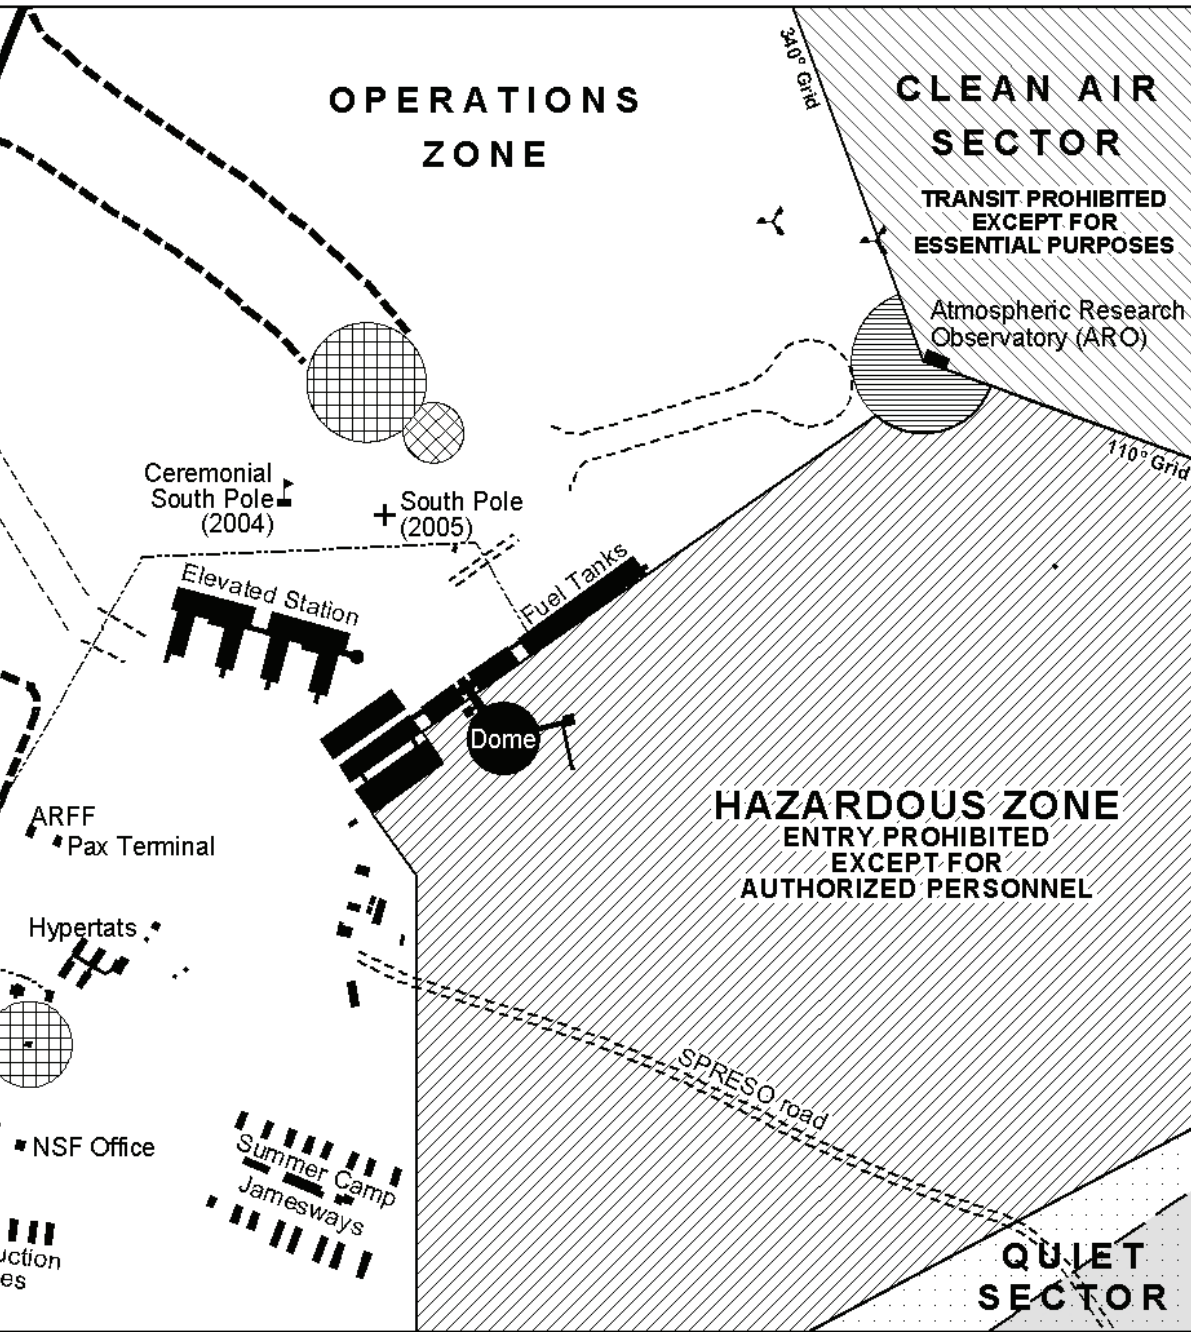 OPERATIONS
ZONE
340° Grid
CLEAN AIR
SECTOR
TRANSIT PROHIBITED
EXCEPT FOR
ESSENTIAL PURPOSES
Atmospheric Research
Observatory (ARO)
110° Grid
Ceremonial
South Pole
(2004)
South Pole
(2005)
Elevated Station
Fuel Tanks
Dome
HAZARDOUS ZONE
ENTRY PROHIBITED
EXCEPT FOR
AUTHORIZED PERSONNEL
ARFF
Pax Terminal
Hypertats
SPRESO road
NSF Office
Summer Camp
Jamesways
uction
es
QUIET
SECTOR